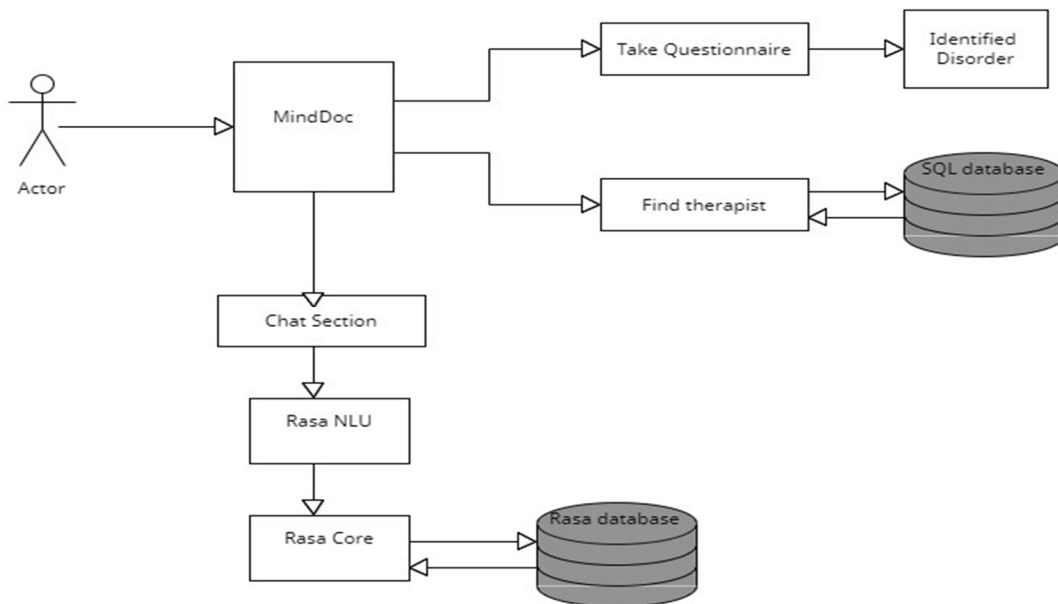 Take Questionnaire
Identified
Disorder
MindDoc
Actor
SQL database
Find therapist
Chat Section
Rasa NLU
Rasa Core
Rasa database